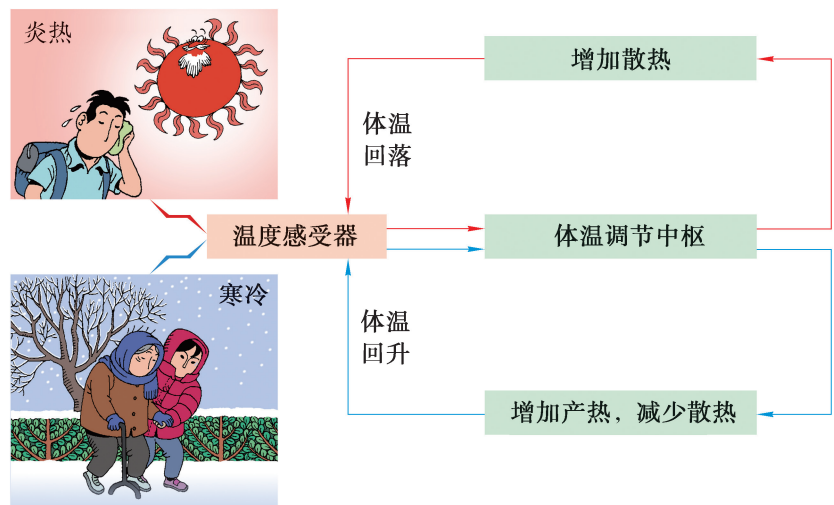 炎热
增加散热
体温
回落
温度感受器
体温调节中枢
寒冷
体温
回升
增加产热，减少散热